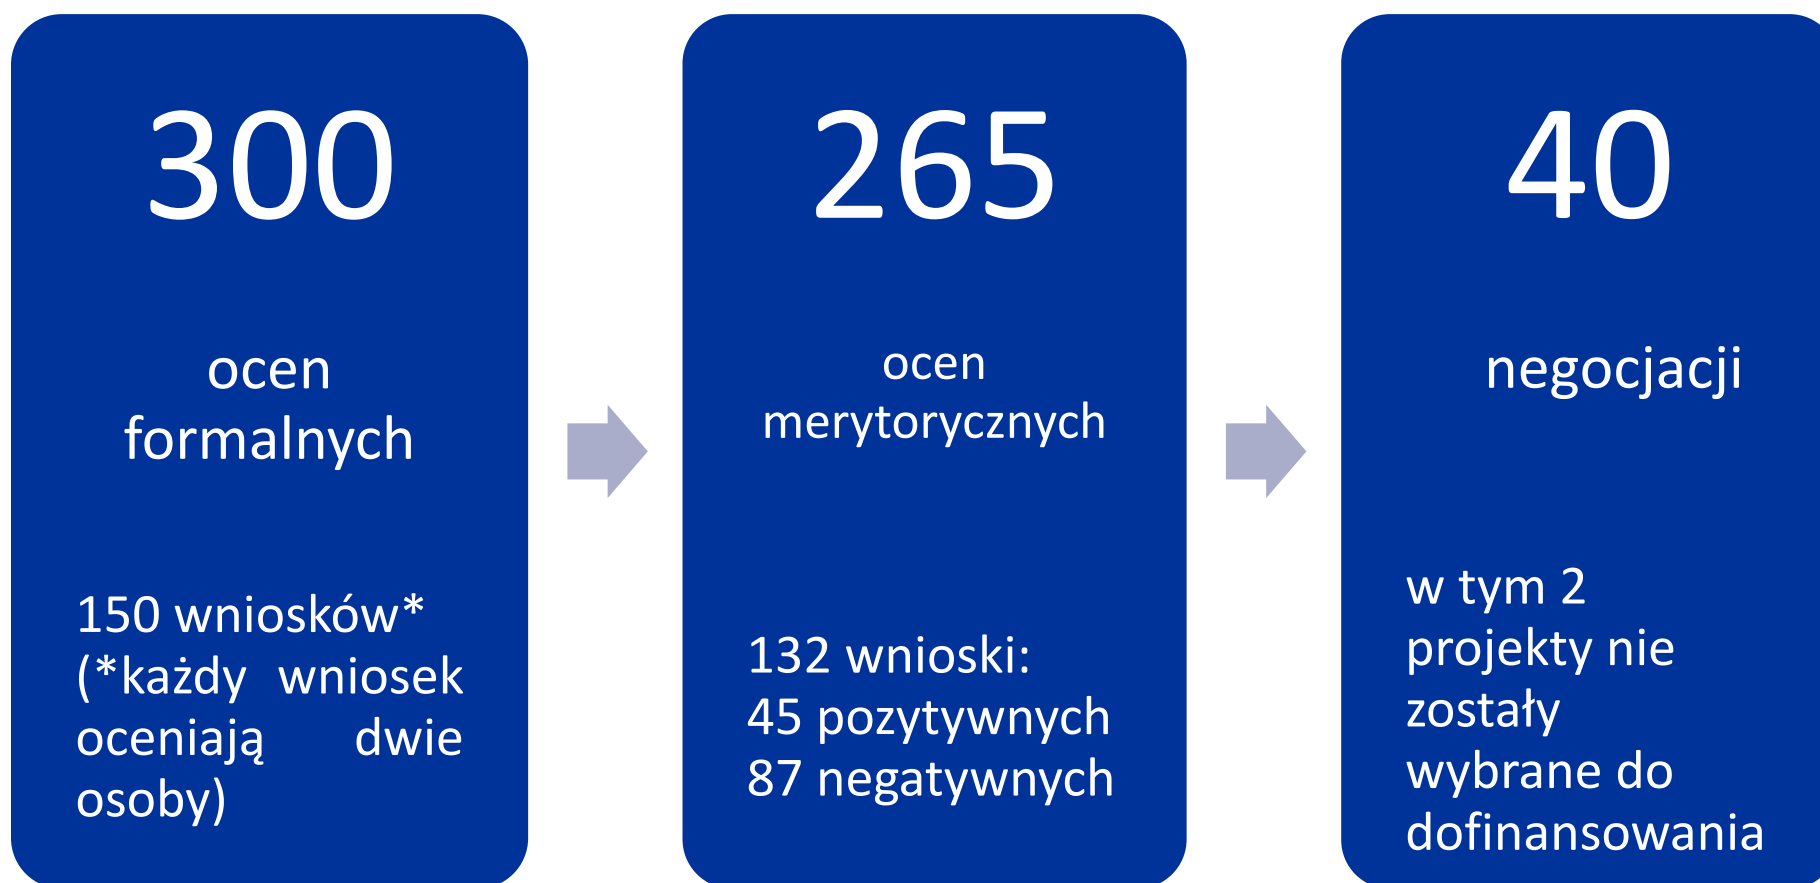 300
ocen
formalnych
150 wniosków*
(*każdy wniosek
oceniają dwie
osoby)
265
ocen
merytorycznych
132 wnioski:
45 pozytywnych
87 negatywnych
40
negocjacji
w tym 2
projekty nie
zostały
wybrane do
dofinansowania